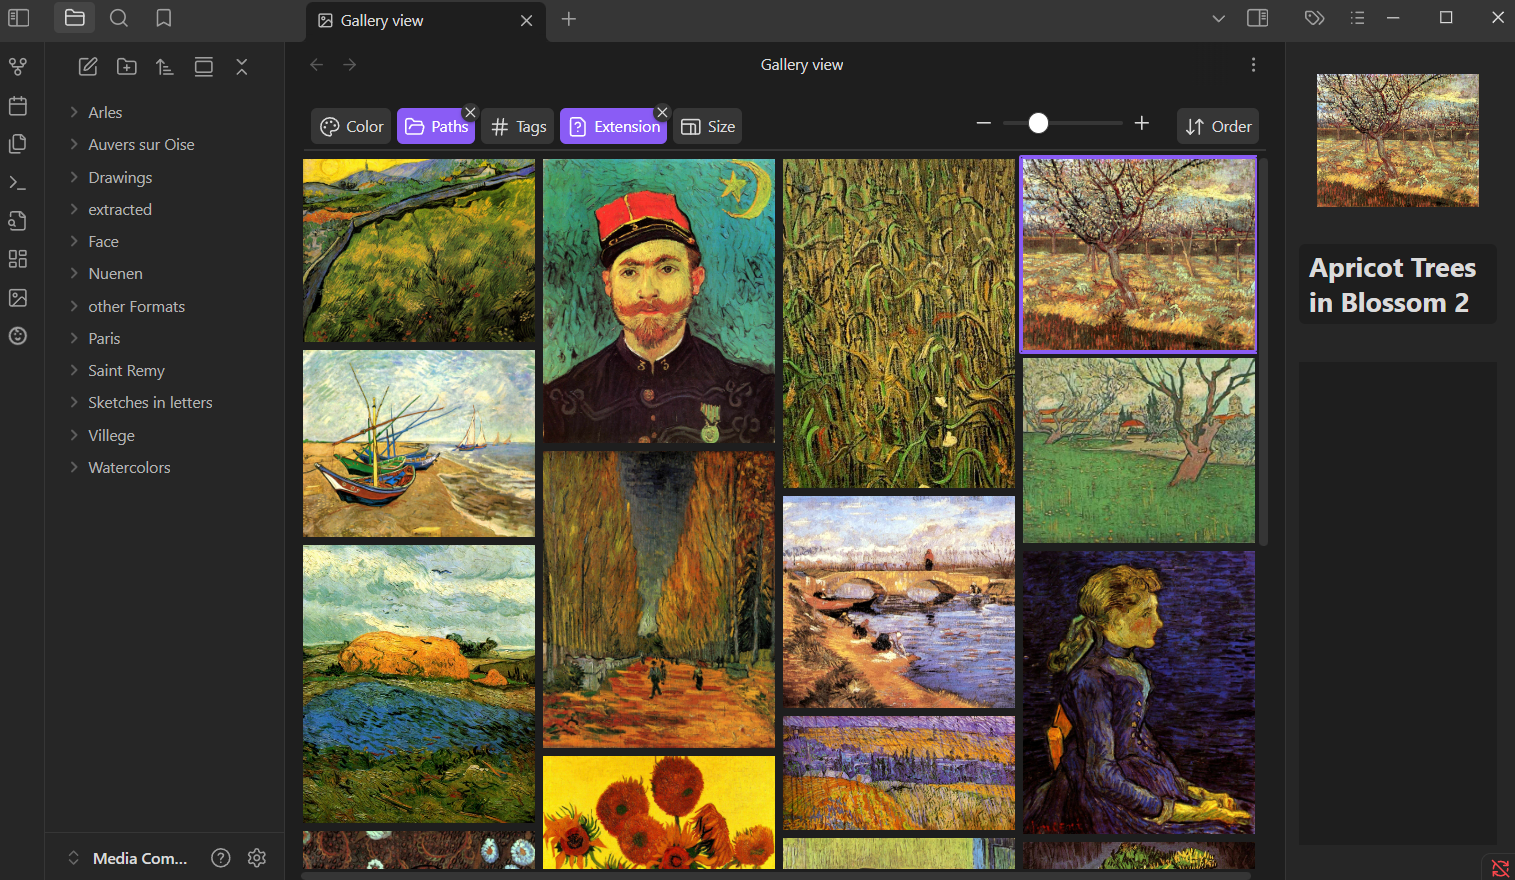 Gallery view
Gallery view
Color
Paths
Tags
Extension
Size
Order
Arles
Auvers sur Oise
Drawings
extracted
Face
Nuenen
other Formats
Paris
Saint Remy
Sketches in letters
Villege
Watercolors
Media Com...
Apricot Trees
in Blossom 2